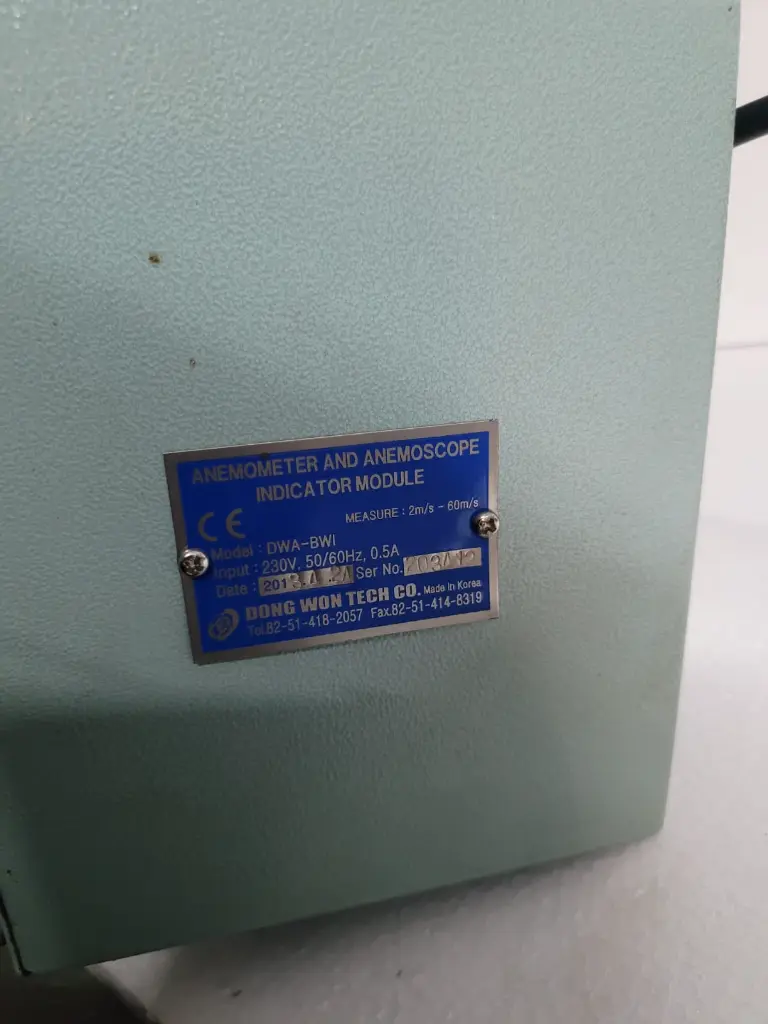 ANEMOMETER AND ANEMOSCOPE
INDICATOR MODULE
CE
MEASURE : 2m/s - 60m/s
Model : DWA-BWI
Input : 230V, 50/60Hz, 0.5A
Date : 2013. Ser No.
DONG WON TECH CO. Made in Korea
Tel.82-51-418-2057 Fax.82-51-414-8319